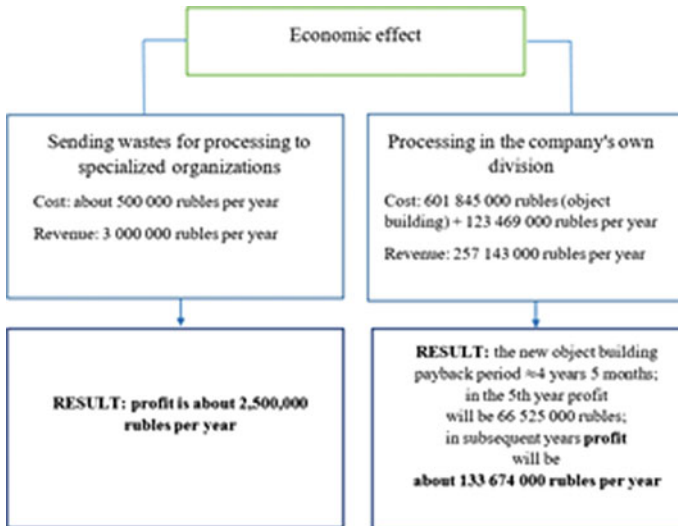 Economic effect
Sending wastes for processing to
specialized organizations
Cost: about 500 000 rubles per year
Revenue: 3 000 000 rubles per year
RESULT: profit is about 2,500,000
rubles per year
Processing in the company's own
division
Cost: 601 845 000 rubles (object
building) + 123 469 000 rubles per year
Revenue: 257 143 000 rubles per year
RESULT: the new object building
payback period ≈4 years 5 months;
in the 5th year profit
will be 66 525 000 rubles;
in subsequent years profit
will be
about 133 674 000 rubles per year